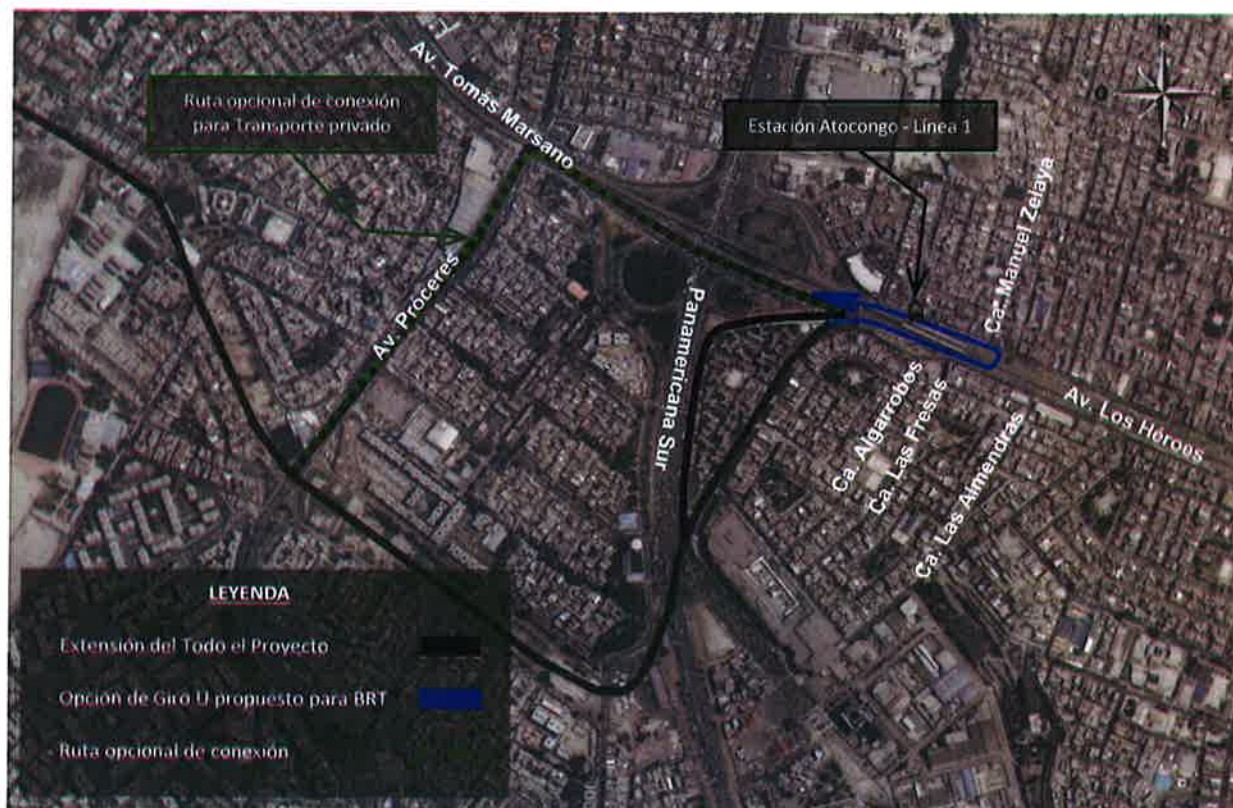 Av. Tomás Marsano
Ruta opcional de conexión
para Transporte privado
Estación Atocongo - Línea 1
N
O
E
S
Ca. Manuel Zelaya
Av. Próceres
Panamericana Sur
Av. Los Héroes
Ca. Algarrobos
Ca. Las Fresas
Ca. Las Almendras
LEYENDA
Extensión del Todo el Proyecto
Opción de Giro U propuesto para BRT
Ruta opcional de conexión